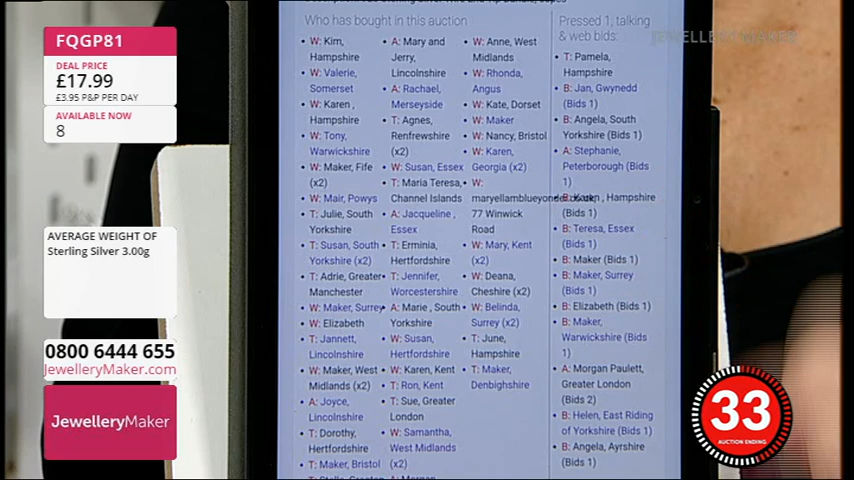 FQGP81
DEAL PRICE
£17.99
£3.95 P&P PER DAY
AVAILABLE NOW
8
AVERAGE WEIGHT OF
Sterling Silver 3.00g
0800 6444 655
JewelleryMaker.com
JewelleryMaker
Who has bought in this auction
W: Kim,
Hampshire
W: Valerie,
Somerset
W: Karen ,
Hampshire
W: Tony,
Warwickshire
W: Maker, Fife
(x2)
W: Mair, Powys
T: Julie, South
Yorkshire
T: Susan, South
Yorkshire (x2)
T: Adrie, Greater
Manchester
W: Maker, Surrey
W: Elizabeth
T: Jannett,
Lincolnshire
W: Maker, West
Midlands (x2)
A: Joyce,
Lincolnshire
T: Dorothy,
Hertfordshire
T: Maker, Bristol
A: Mary and
Jerry,
Lincolnshire
A: Rachael,
Merseyside
T: Agnes,
Renfrewshire
(x2)
W: Susan, Essex
T: Maria Teresa,
Channel Islands
A: Jacqueline ,
Essex
T: Erminia,
Hertfordshire
T: Jennifer,
Worcestershire
A: Marie , South
Yorkshire
W: Susan,
Hertfordshire
W: Karen, Kent
T: Ron, Kent
T: Sue, Greater
London
W: Samantha,
West Midlands
(x2)
W: Anne, West
Midlands
W: Rhonda,
Angus
W: Kate, Dorset
W: Maker
W: Nancy, Bristol
W: Karen,
Georgia (x2)
W:
77 Winwick
Road
W: Mary, Kent
(x2)
W: Deana,
Cheshire (x2)
W: Belinda,
Surrey (x2)
T: June,
Hampshire
T: Maker,
Denbighshire
Pressed 1, talking
& web bids:
T: Pamela,
Hampshire
B: Jan, Gwynedd
(Bids 1)
B: Angela, South
Yorkshire (Bids 1)
A: Stephanie,
Peterborough (Bids
1)
B: Karen , Hampshire
(Bids 1)
B: Teresa, Essex
(Bids 1)
B: Maker (Bids 1)
B: Maker, Surrey
(Bids 1)
B: Elizabeth (Bids 1)
B: Maker,
Warwickshire (Bids
1)
A: Morgan Paulett,
Greater London
(Bids 2)
B: Helen, East Riding
of Yorkshire (Bids 1)
B: Angela, Ayrshire
(Bids 1)
JEWELLERYMAKER
33
AUCTION ENDING